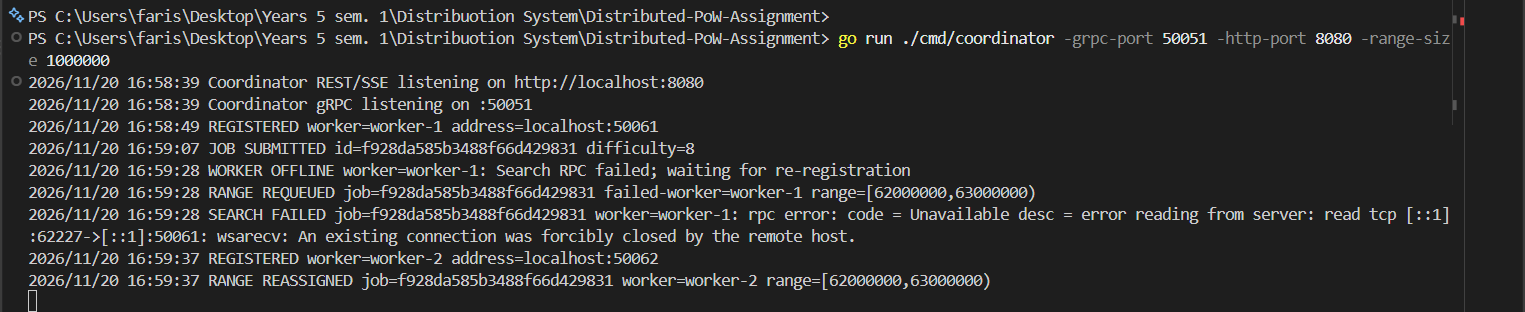 PS C:\Users\faris\Desktop\Years 5 sem. 1\Distribuotion System\Distributed-PoW-Assignment>
PS C:\Users\faris\Desktop\Years 5 sem. 1\Distribuotion System\Distributed-PoW-Assignment> go run ./cmd/coordinator -grpc-port 50051 -http-port 8080 -range-siz
e 1000000
2026/11/20 16:58:39 Coordinator REST/SSE listening on http://localhost:8080
2026/11/20 16:58:39 Coordinator gRPC listening on :50051
2026/11/20 16:58:49 REGISTERED worker=worker-1 address=localhost:50061
2026/11/20 16:59:07 JOB SUBMITTED id=f928da585b3488f66d429831 difficulty=8
2026/11/20 16:59:28 WORKER OFFLINE worker=worker-1: Search RPC failed; waiting for re-registration
2026/11/20 16:59:28 RANGE REQUEUED job=f928da585b3488f66d429831 failed-worker=worker-1 range=[62000000,63000000)
2026/11/20 16:59:28 SEARCH FAILED job=f928da585b3488f66d429831 worker=worker-1: rpc error: code = Unavailable desc = error reading from server: read tcp [::1]
:62227->[::1]:50061: wsarecv: An existing connection was forcibly closed by the remote host.
2026/11/20 16:59:37 REGISTERED worker=worker-2 address=localhost:50062
2026/11/20 16:59:37 RANGE REASSIGNED job=f928da585b3488f66d429831 worker=worker-2 range=[62000000,63000000)